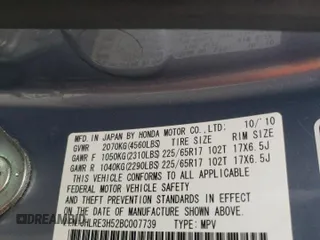 MFD. IN JAPAN BY HONDA MOTOR CO., LTD. 10/10
GVWR 2070KG(4560LBS) TIRE SIZE RIM SIZE
GAWR F 1050KG(2310LBS) 225/65R17 102T 17X6.5J
GAWR R 1040KG(2290LBS) 225/65R17 102T 17X6.5J
THIS VEHICLE CONFORMS TO ALL APPLICABLE
FEDERAL MOTOR VEHICLE SAFETY AND THEFT
PREVENTION STANDARDS IN EFFECT ON THE DATE
OF MANUFACTURE SHOWN ABOVE.
JHLRE3H52BC007739 TYPE: MPV